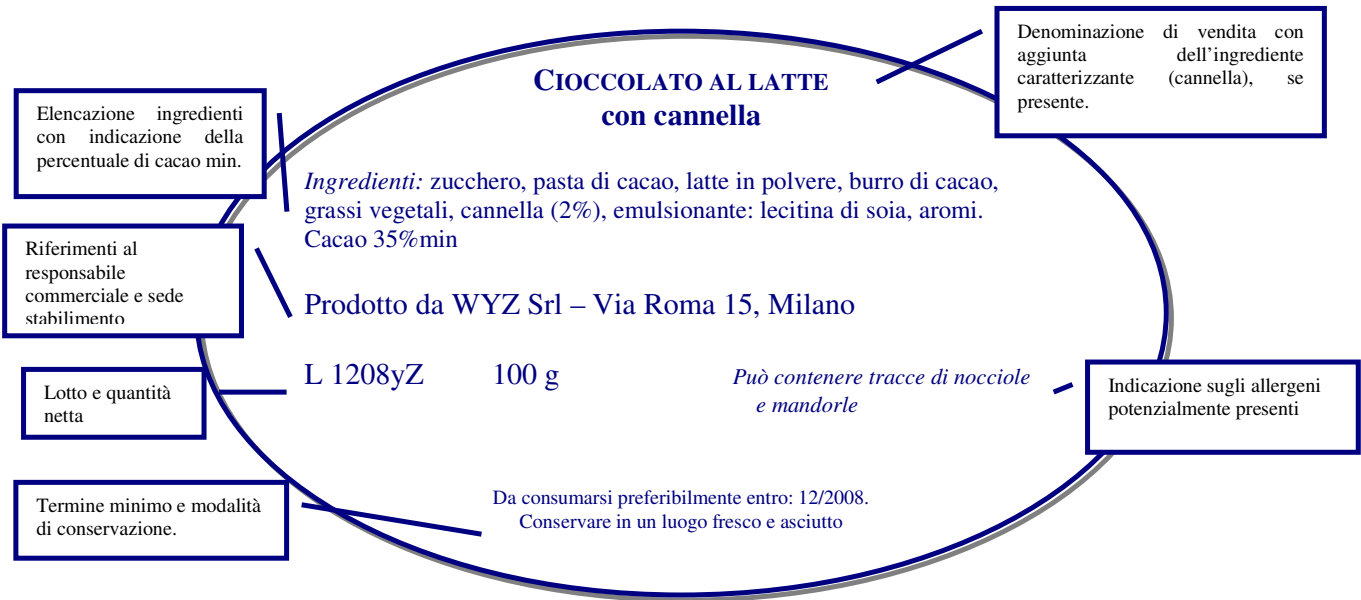 Denominazione di vendita con
aggiunta dell'ingrediente
caratterizzante (cannella), se
presente.
CIOCCOLATO AL LATTE
con cannella
Elencazione ingredienti
con indicazione della
percentuale di cacao min.
Ingredienti: zucchero, pasta di cacao, latte in polvere, burro di cacao,
grassi vegetali, cannella (2%), emulsionante: lecitina di soia, aromi.
Cacao 35%min
Riferimenti al
responsabile
commerciale e sede
stabilimento
Prodotto da WYZ Srl – Via Roma 15, Milano
Lotto e quantità
netta
L 1208yZ 100 g
Può contenere tracce di nocciole
e mandorle
Indicazione sugli allergeni
potenzialmente presenti
Termine minimo e modalità
di conservazione.
Da consumarsi preferibilmente entro: 12/2008.
Conservare in un luogo fresco e asciutto